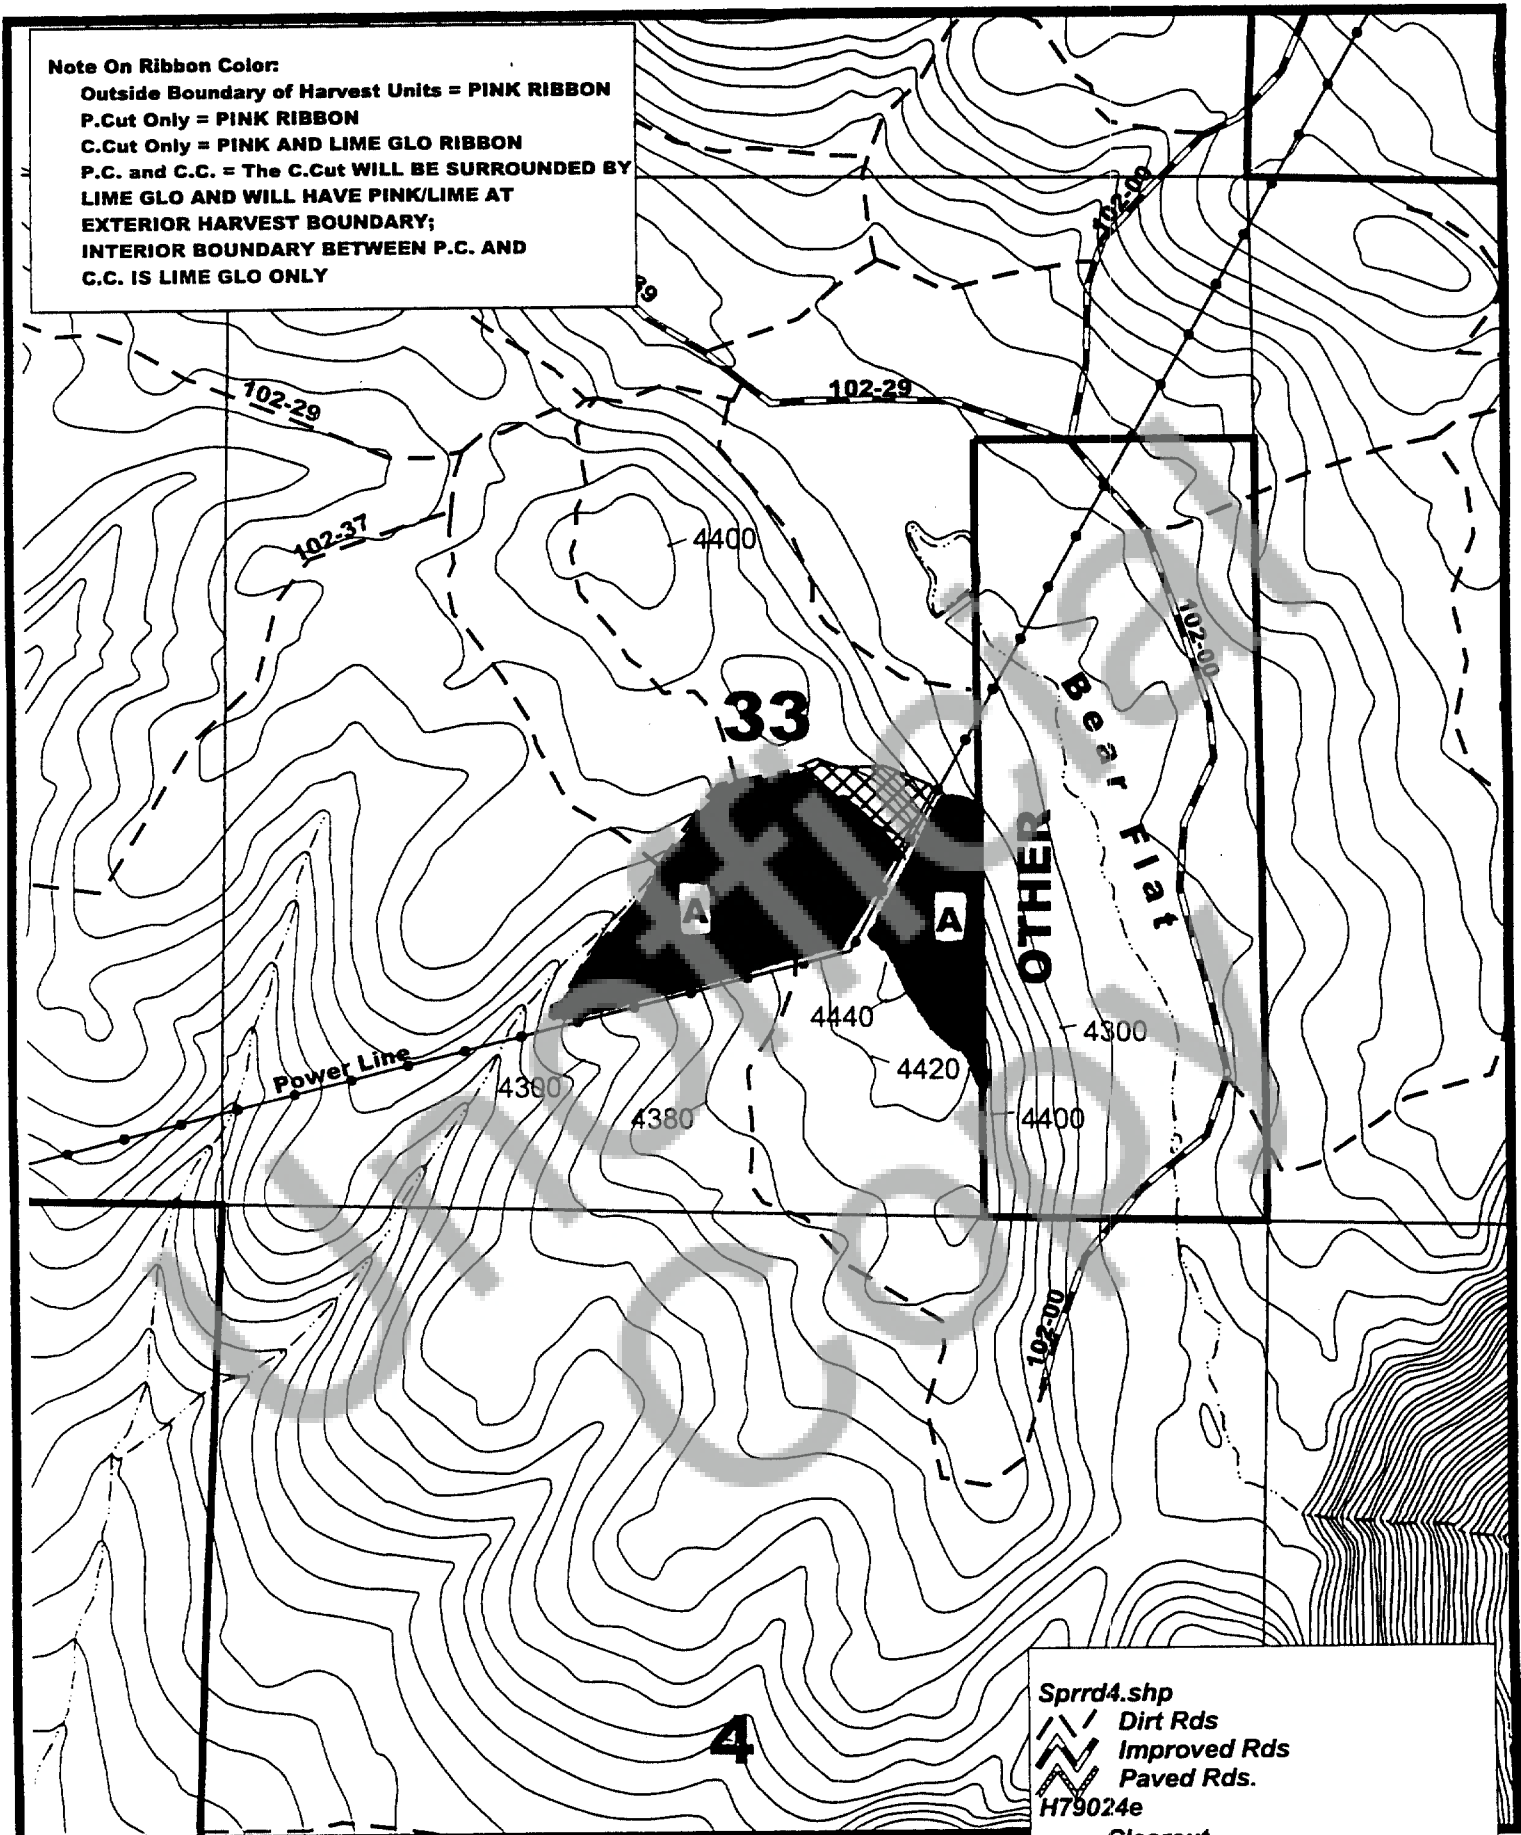 Note On Ribbon Color:
Outside Boundary of Harvest Units = PINK RIBBON
P.Cut Only = PINK RIBBON
C.Cut Only = PINK AND LIME GLO RIBBON
P.C. and C.C. = The C.Cut WILL BE SURROUNDED BY
LIME GLO AND WILL HAVE PINK/LIME AT
EXTERIOR HARVEST BOUNDARY;
INTERIOR BOUNDARY BETWEEN P.C. AND
C.C. IS LIME GLO ONLY
102-00
102-29
102-29
102-37
4400
102-00
33
Bear Flat
OTHER
A
A
4440
4300
4420
Power Line
4300
4380
4400
102-00
4
Unofficial
Copy
Sprrd4.shp
Dirt Rds
Improved Rds
Paved Rds.
H79024e